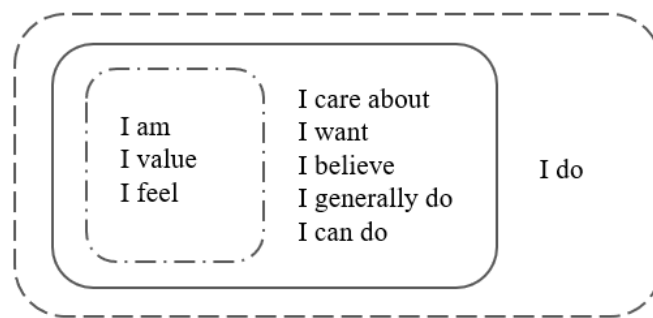 I am
I value
I feel
I care about
I want
I believe
I generally do
I can do
I do